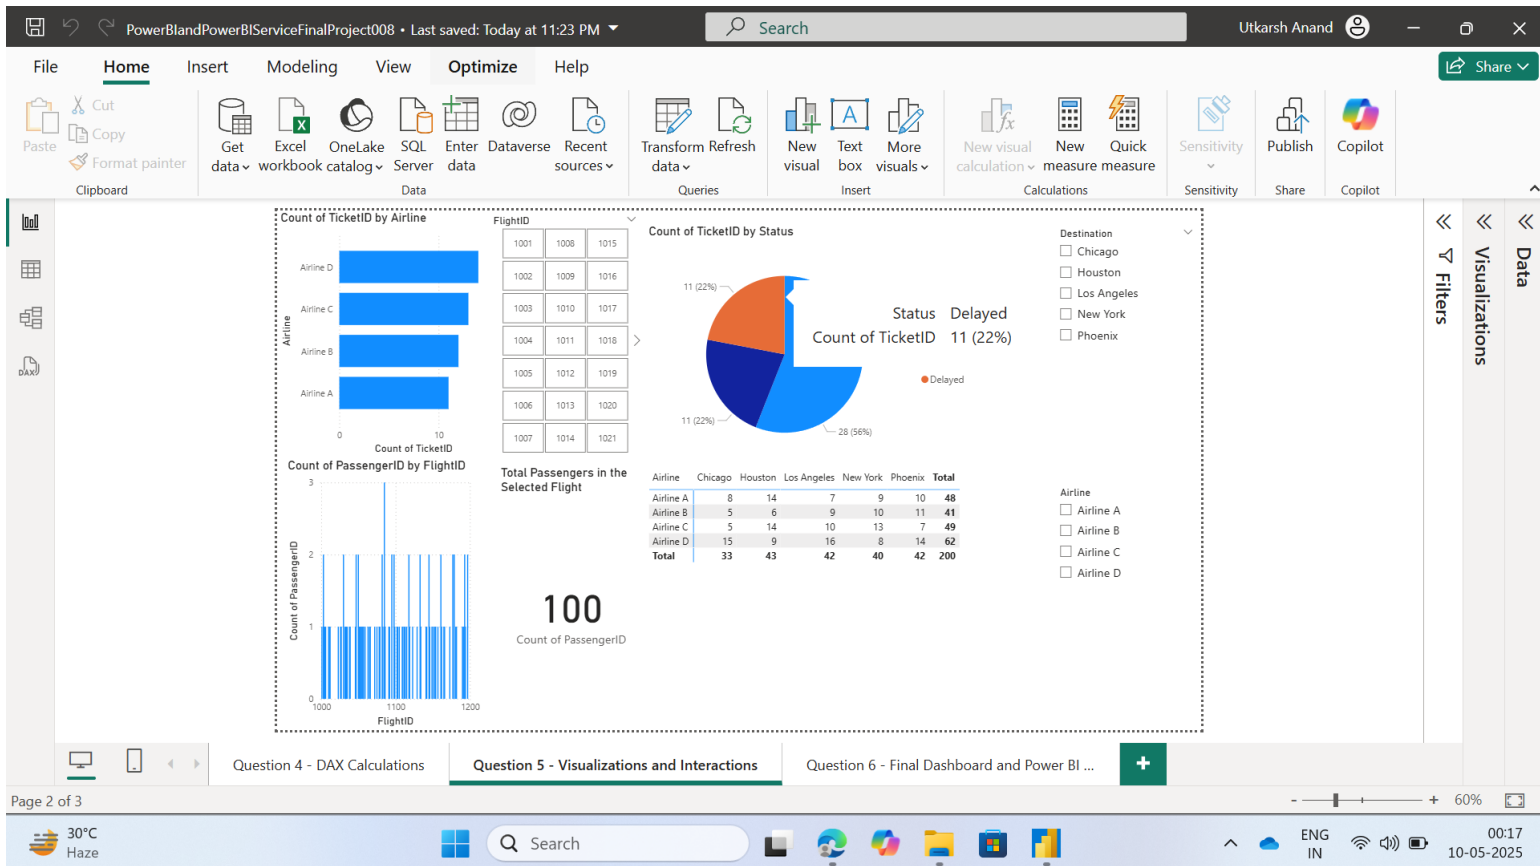 PowerBIandPowerBIServiceFinalProject008 • Last saved: Today at 11:23 PM
Search
Utkarsh Anand
File Home Insert Modeling View Optimize Help
Share
Paste
Cut
Copy
Format painter
Clipboard
Get data
Excel workbook
OneLake catalog
SQL Server
Enter data
Dataverse
Recent sources
Data
Transform data
Refresh
Queries
New visual
Text box
More visuals
Insert
New visual calculation
New measure
Quick measure
Calculations
Sensitivity
Sensitivity
Publish
Share
Copilot
Copilot
DAX
Count of TicketID by Airline
Airline
Airline D
Airline C
Airline B
Airline A
0 10
Count of TicketID
FlightID
1001 1008 1015
1002 1009 1016
1003 1010 1017
1004 1011 1018
1005 1012 1019
1006 1013 1020
1007 1014 1021
Count of TicketID by Status
11 (22%)
11 (22%)
28 (56%)
Status Delayed
Count of TicketID 11 (22%)
Delayed
Destination
Chicago
Houston
Los Angeles
New York
Phoenix
Filters
Visualizations
Data
Count of PassengerID by FlightID
Count of PassengerID
3
2
1
0
1000 1100 1200
FlightID
Total Passengers in the
Selected Flight
100
Count of PassengerID
Airline Chicago Houston Los Angeles New York Phoenix Total
Airline A 8 14 7 9 10 48
Airline B 5 6 9 10 11 41
Airline C 5 14 10 13 7 49
Airline D 15 9 16 8 14 62
Total 33 43 42 40 42 200
Airline
Airline A
Airline B
Airline C
Airline D
Question 4 - DAX Calculations
Question 5 - Visualizations and Interactions
Question 6 - Final Dashboard and Power BI ...
Page 2 of 3
60%
30°C
Haze
Search
ENG
IN
00:17
10-05-2025